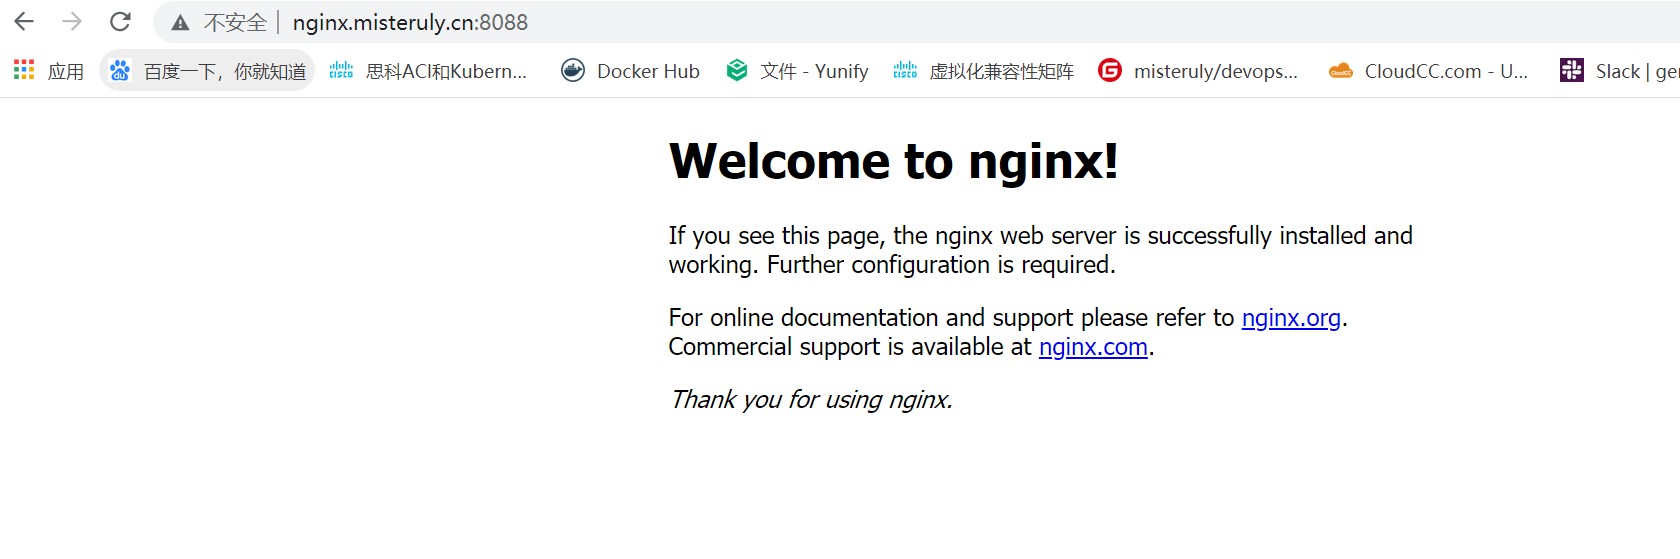 不安全 nginx.misteruly.cn:8088
应用 百度一下，你就知道 思科ACI和Kubern... Docker Hub 文件 - Yunify 虚拟化兼容性矩阵 misteruly/devops... CloudCC.com - U... Slack | ge
Welcome to nginx!
If you see this page, the nginx web server is successfully installed and
working. Further configuration is required.
For online documentation and support please refer to nginx.org.
Commercial support is available at nginx.com.
Thank you for using nginx.